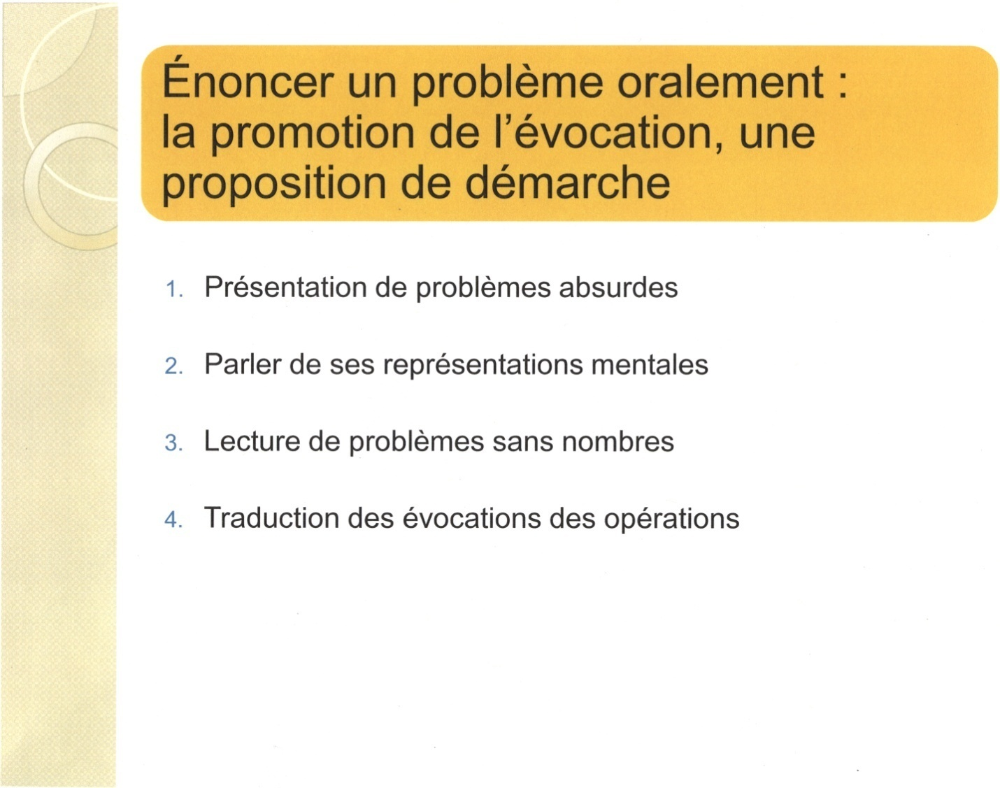 Énoncer un problème oralement :
la promotion de l’évocation, une
proposition de démarche
1. Présentation de problèmes absurdes
2. Parler de ses représentations mentales
3. Lecture de problèmes sans nombres
4. Traduction des évocations des opérations